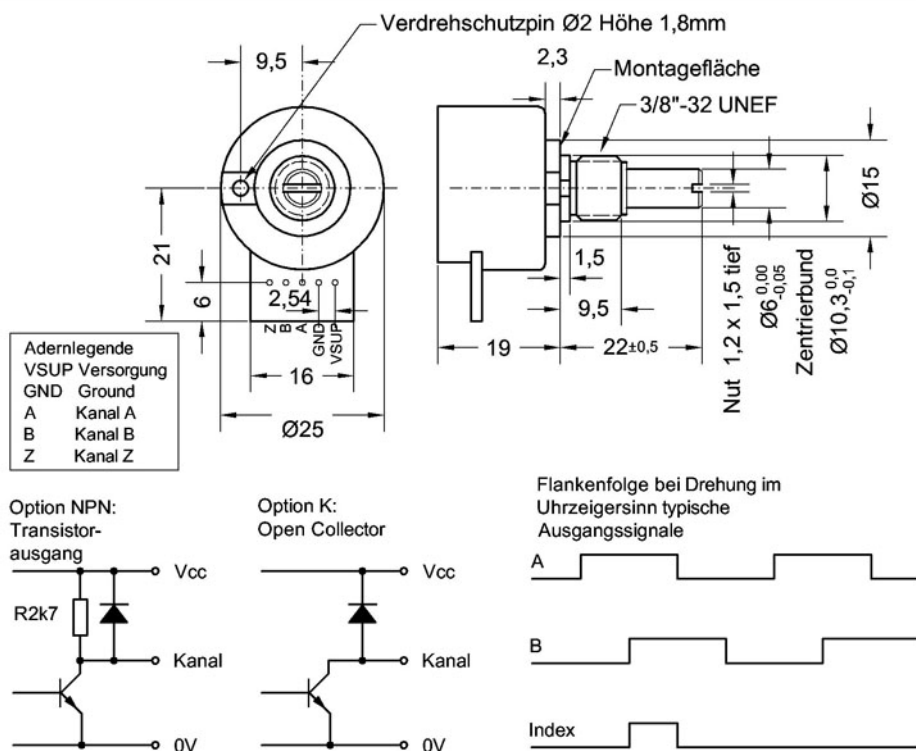 Verdrehschutzpin Ø2 Höhe 1,8mm
9,5
2,3
Montagefläche
3/8"-32 UNEF
21
6
2,54
Z
B
A
GND
VSUP
16
Ø25
1,5
9,5
19
22±0,5
Nut 1,2 x 1,5 tief
Ø6 0,00 -0,05
Zentrierbund
Ø10,3 0,0 -0,1
Ø15
Adernlegende
VSUP Versorgung
GND Ground
A Kanal A
B Kanal B
Z Kanal Z
Option NPN:
Transistor-
ausgang
Vcc
R2k7
Kanal
0V
Option K:
Open Collector
Vcc
Kanal
0V
Flankenfolge bei Drehung im
Uhrzeigersinn typische
Ausgangssignale
A
B
Index